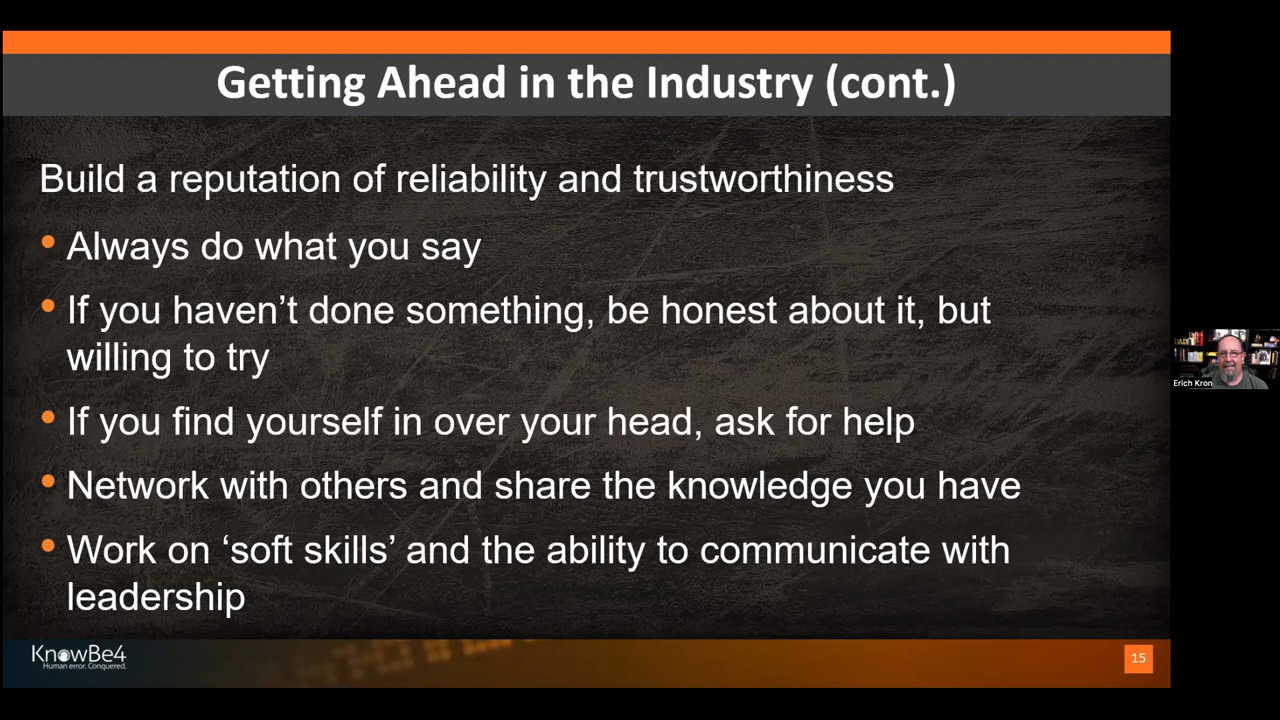 Getting Ahead in the Industry (cont.)
Build a reputation of reliability and trustworthiness
• Always do what you say
• If you haven’t done something, be honest about it, but
willing to try
• If you find yourself in over your head, ask for help
• Network with others and share the knowledge you have
• Work on ‘soft skills’ and the ability to communicate with
leadership
KnowBe4
Human error. Conquered.
15
Erich Kron